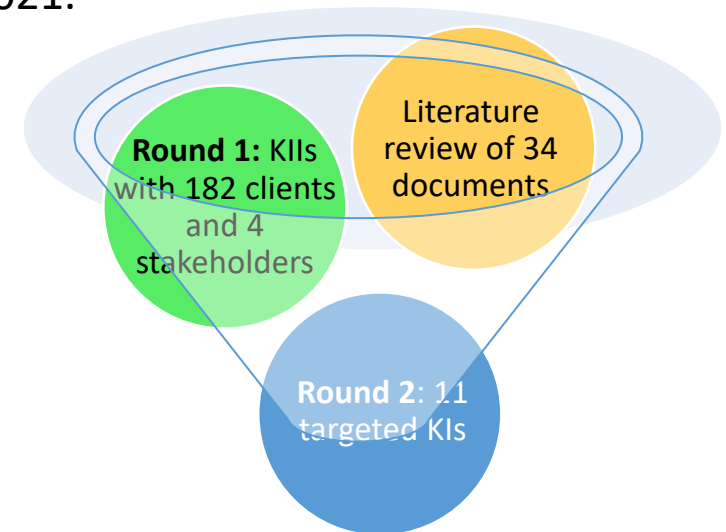 021.
Round 1: KIIs
with 182 clients
and 4
stakeholders
Literature
review of 34
documents
Round 2: 11
targeted KIs